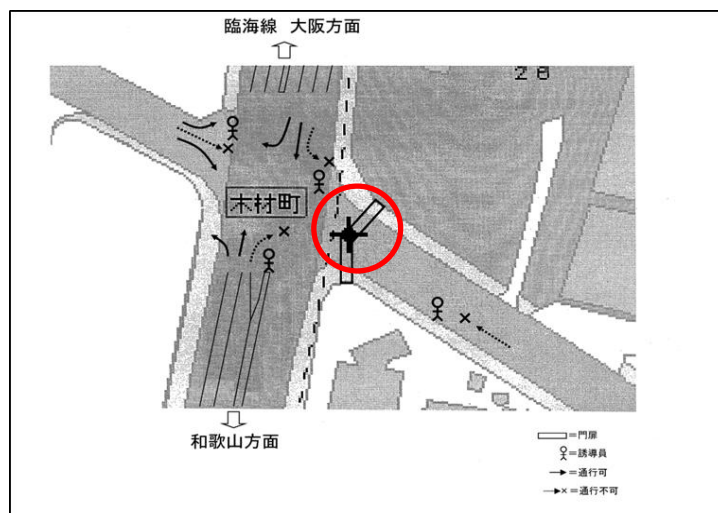 臨海線 大阪方面
28
木材町
和歌山方面
=門扉
=誘導員
=通行可
=通行不可